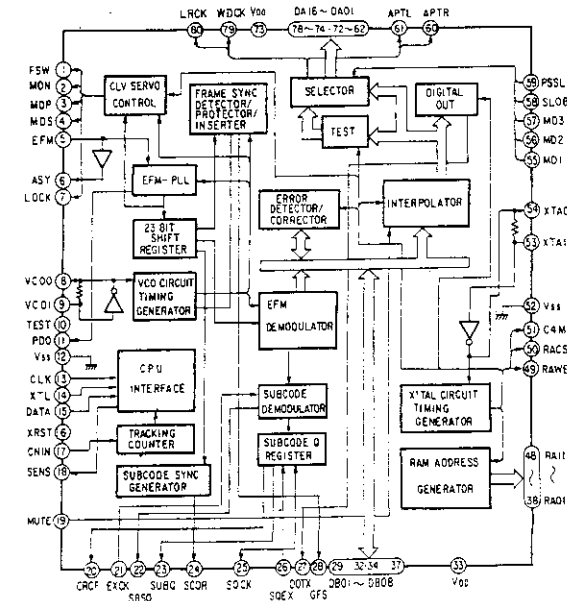 LRCK WDCK VDD DA16~DA01 APTL APTR
80 79 73 78~74-72~62 61 60
FSW 1
MON 2
MDP 3
MDS 4
EFM 5
ASY 6
LOCK 7
VCOO 8
VCOI 9
TEST 10
PDO 11
Vss 12
CLK 13
XTL 14
DATA 15
XRST 6
CNIN 17
SENS 18
MUTE 19
CLV SERVO
CONTROL
FRAME SYNC
DETECTOR/
PROTECTOR/
INSERTER
SELECTOR
TEST
DIGITAL
OUT
EFM-PLL
23 BIT
SHIFT
REGISTER
ERROR
DETECTOR/
CORRECTOR
INTERPOLATOR
VCO CIRCUIT
TIMING
GENERATOR
EFM
DEMODULATOR
CPU
INTERFACE
TRACKING
COUNTER
SUBCODE SYNC
GENERATOR
SUBCODE
DEMODULATOR
SUBCODE Q
REGISTER
X'TAL CIRCUIT
TIMING
GENERATOR
RAM ADDRESS
GENERATOR
59 PSSL
58 SLOB
57 MD3
56 MD2
55 MD1
54 XTAO
53 XTAI
52 Vss
51 C4M
50 RACS
49 RAWE
48 RA11
~
38 RA01
20 21 22 23 24 25 26 27 28 29 32-34 37 33
CRCF EXCK SBSO SUBQ SCOR SQCK SQEX DOTX GFS DB01~DB08 VDD